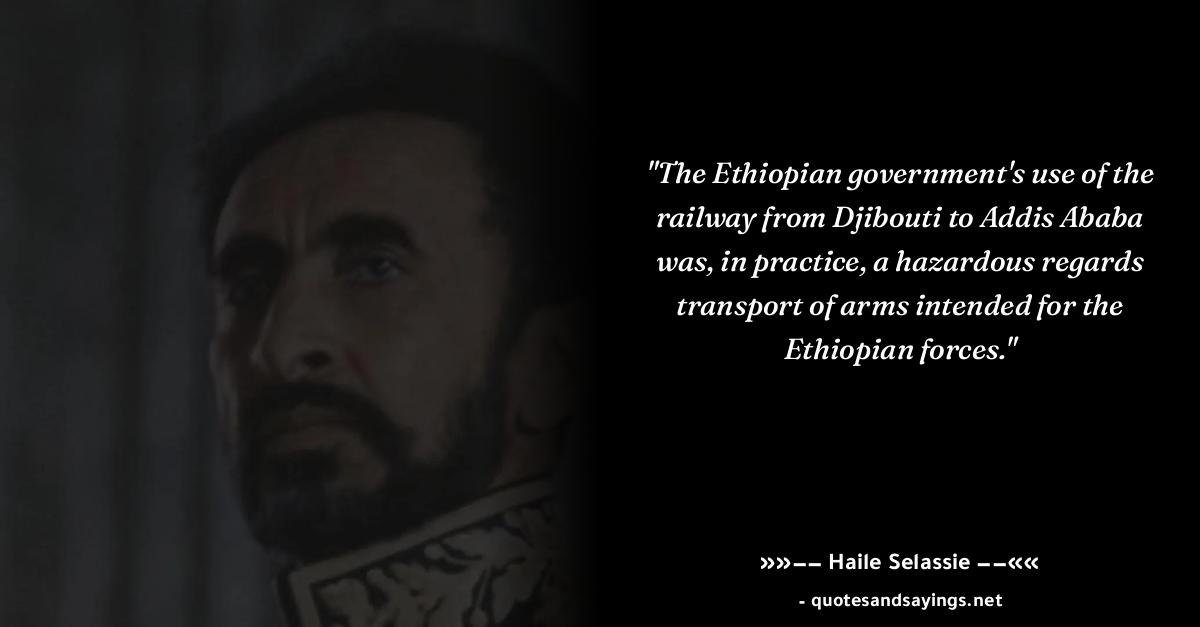 "The Ethiopian government's use of the
railway from Djibouti to Addis Ababa
was, in practice, a hazardous regards
transport of arms intended for the
Ethiopian forces."
»»–– Haile Selassie ––««
- quotesandsayings.net